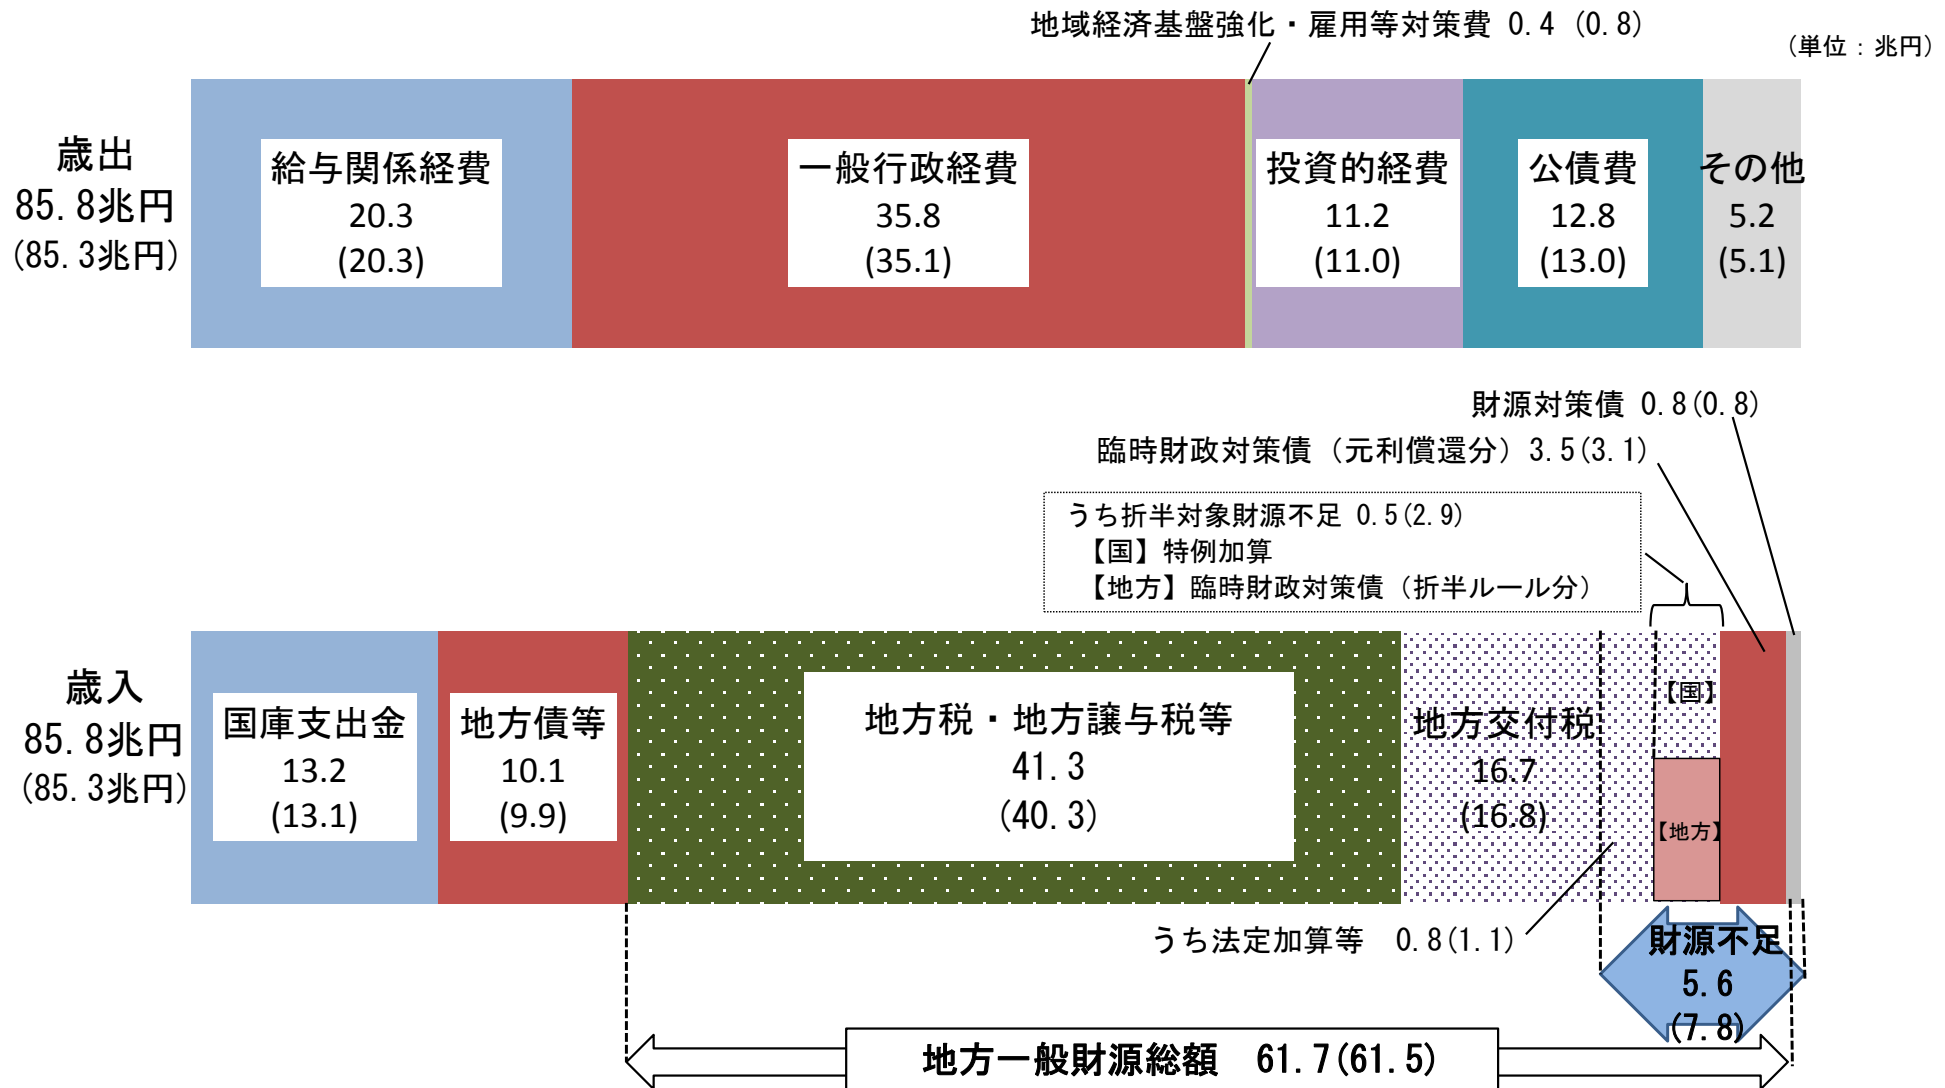 地域経済基盤強化・雇用等対策費 0.4 (0.8)
(単位：兆円)
歳出
85.8兆円
(85.3兆円)
給与関係経費
20.3
(20.3)
一般行政経費
35.8
(35.1)
投資的経費
11.2
(11.0)
公債費
12.8
(13.0)
その他
5.2
(5.1)
財源対策債 0.8(0.8)
臨時財政対策債（元利償還分）3.5(3.1)
うち折半対象財源不足 0.5(2.9)
【国】特例加算
【地方】臨時財政対策債（折半ルール分）
歳入
85.8兆円
(85.3兆円)
国庫支出金
13.2
(13.1)
地方債等
10.1
(9.9)
地方税・地方譲与税等
41.3
(40.3)
地方交付税
16.7
(16.8)
【国】
【地方】
うち法定加算等　0.8(1.1)
財源不足
5.6
(7.8)
地方一般財源総額　61.7(61.5)